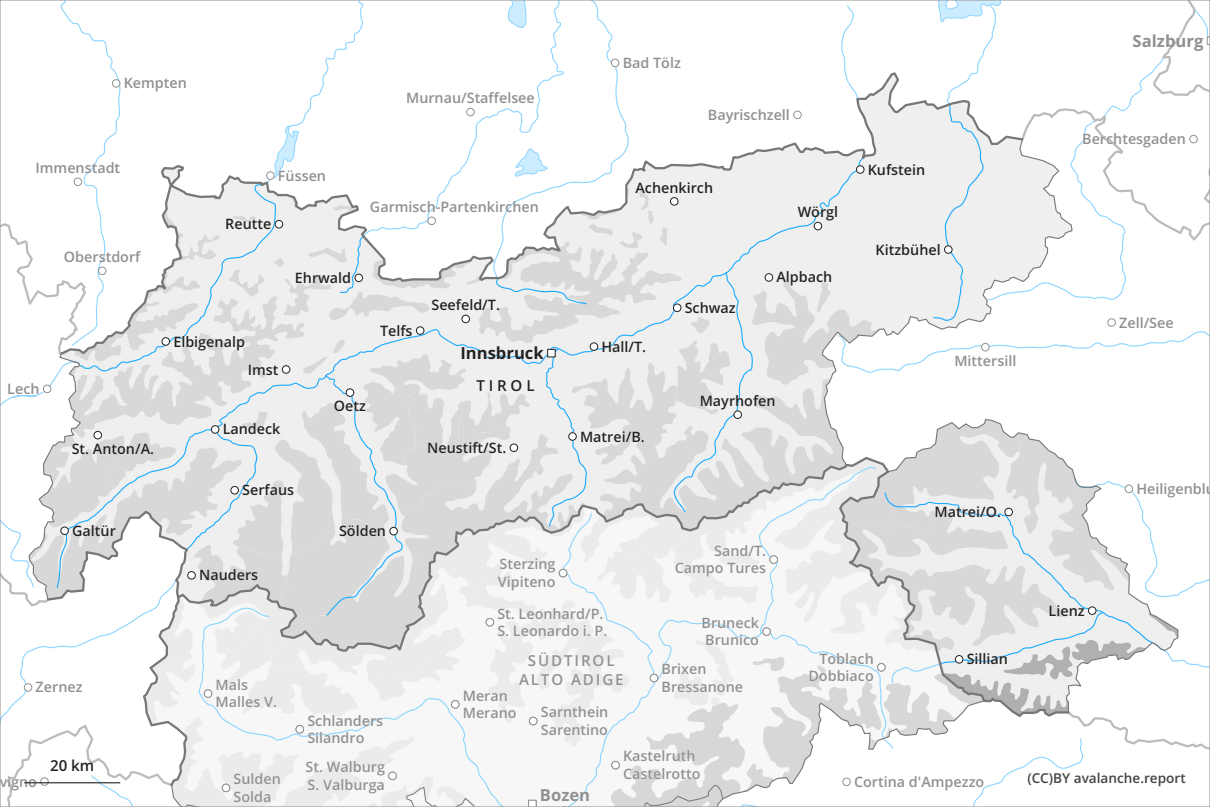 Salzburg
Bad Tölz
Kempten
Murnau/Staffelsee
Bayrischzell
Berchtesgaden
Immenstadt
Füssen
Kufstein
Achenkirch
Garmisch-Partenkirchen
Wörgl
Reutte
Kitzbühel
Oberstdorf
Ehrwald
Alpbach
Seefeld/T.
Schwaz
Telfs
Zell/See
Elbigenalp
Innsbruck
Hall/T.
Mittersill
Imst
TIROL
Lech
Oetz
Mayrhofen
Landeck
Matrei/B.
St. Anton/A.
Neustift/St.
Serfaus
Heiligenblu
Matrei/O.
Galtür
Sölden
Sand/T.
Campo Tures
Sterzing
Vipiteno
Nauders
Lienz
St. Leonhard/P.
S. Leonardo i. P.
Bruneck
Brunico
Sillian
SÜDTIROL
ALTO ADIGE
Toblach
Dobbiaco
Brixen
Bressanone
Zernez
Mals
Malles V.
Meran
Merano
Sarnthein
Sarentino
Schlanders
Silandro
Kastelruth
Castelrotto
20 km
St. Walburg
S. Valburga
vigno
Sulden
Solda
Cortina d'Ampezzo
(CC)BY avalanche.report
Bozen